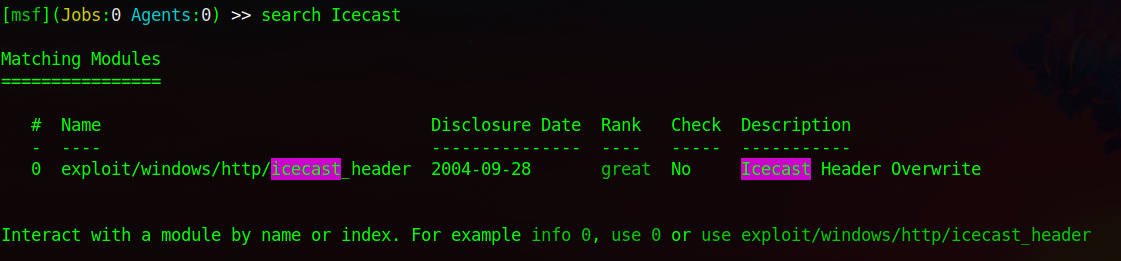 [msf](Jobs:0 Agents:0) >> search Icecast
Matching Modules
================
#  Name                                 Disclosure Date  Rank   Check  Description
-  ----                                 ---------------  ----   -----  -----------
0  exploit/windows/http/icecast_header  2004-09-28       great  No     Icecast Header Overwrite
Interact with a module by name or index. For example info 0, use 0 or use exploit/windows/http/icecast_header